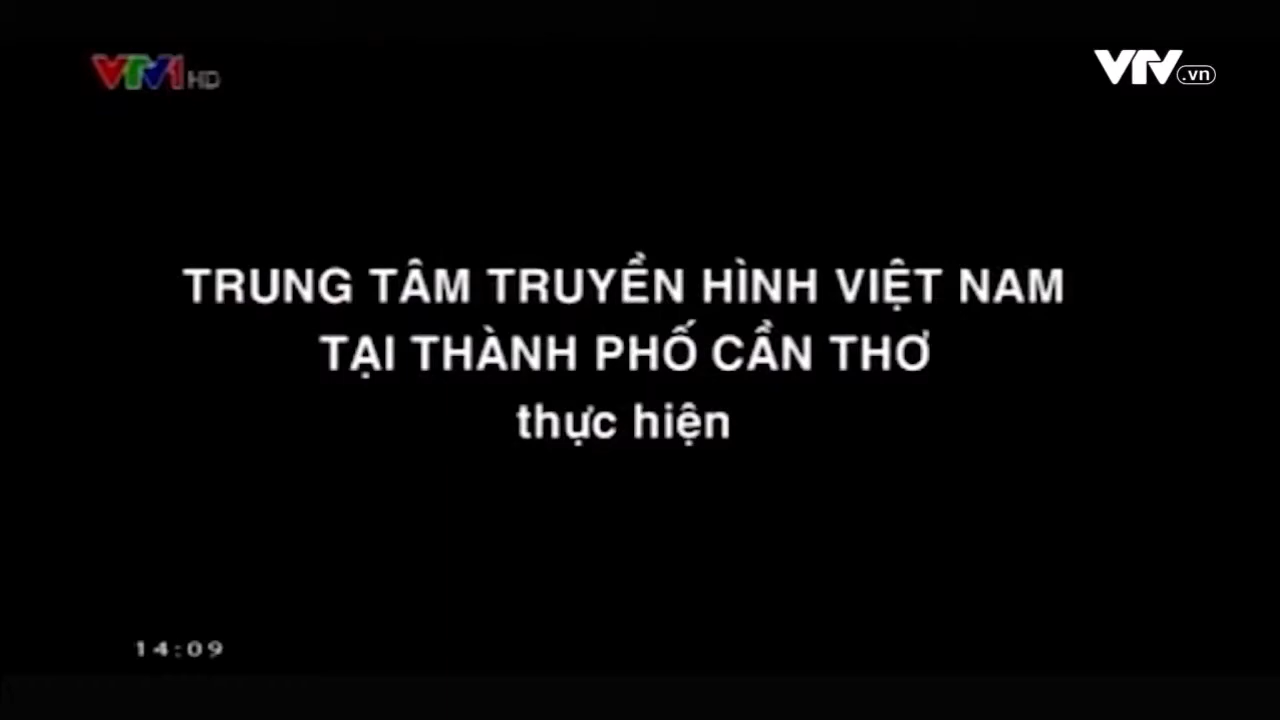 VTV1 HD
VTV.vn
TRUNG TÂM TRUYỀN HÌNH VIỆT NAM
TẠI THÀNH PHỐ CẦN THƠ
thực hiện
14:09